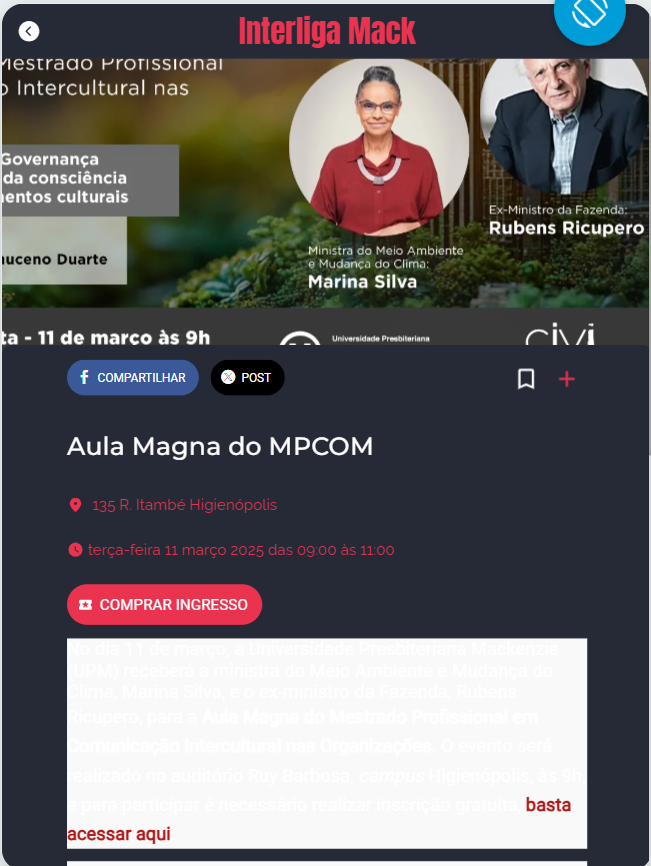 Interliga Mack
Mestrado Profissional
o Intercultural nas
Governança
da consciência
mentos culturais
nuceno Duarte
Ministra do Meio Ambiente
e Mudança do Clima:
Marina Silva
Ex-Ministro da Fazenda:
Rubens Ricupero
ta - 11 de março às 9h
Universidade Presbiteriana
CIVI
COMPARTILHAR
POST
Aula Magna do MPCOM
135 R. Itambé Higienópolis
terça-feira 11 março 2025 das 09:00 às 11:00
COMPRAR INGRESSO
No dia 11 de março, a Universidade Presbiteriana Mackenzie
(UPM) receberá a ministra do Meio Ambiente e Mudança do
Clima, Marina Silva, e o ex-ministro da Fazenda, Rubens
Ricupero, para a Aula Magna do Mestrado Profissional em
Comunicação Intercultural nas Organizações. O evento será
realizado no auditório Ruy Barbosa, campus Higienópolis, às 9h,
e para participar é necessário realizar inscrição gratuita, basta
acessar aqui